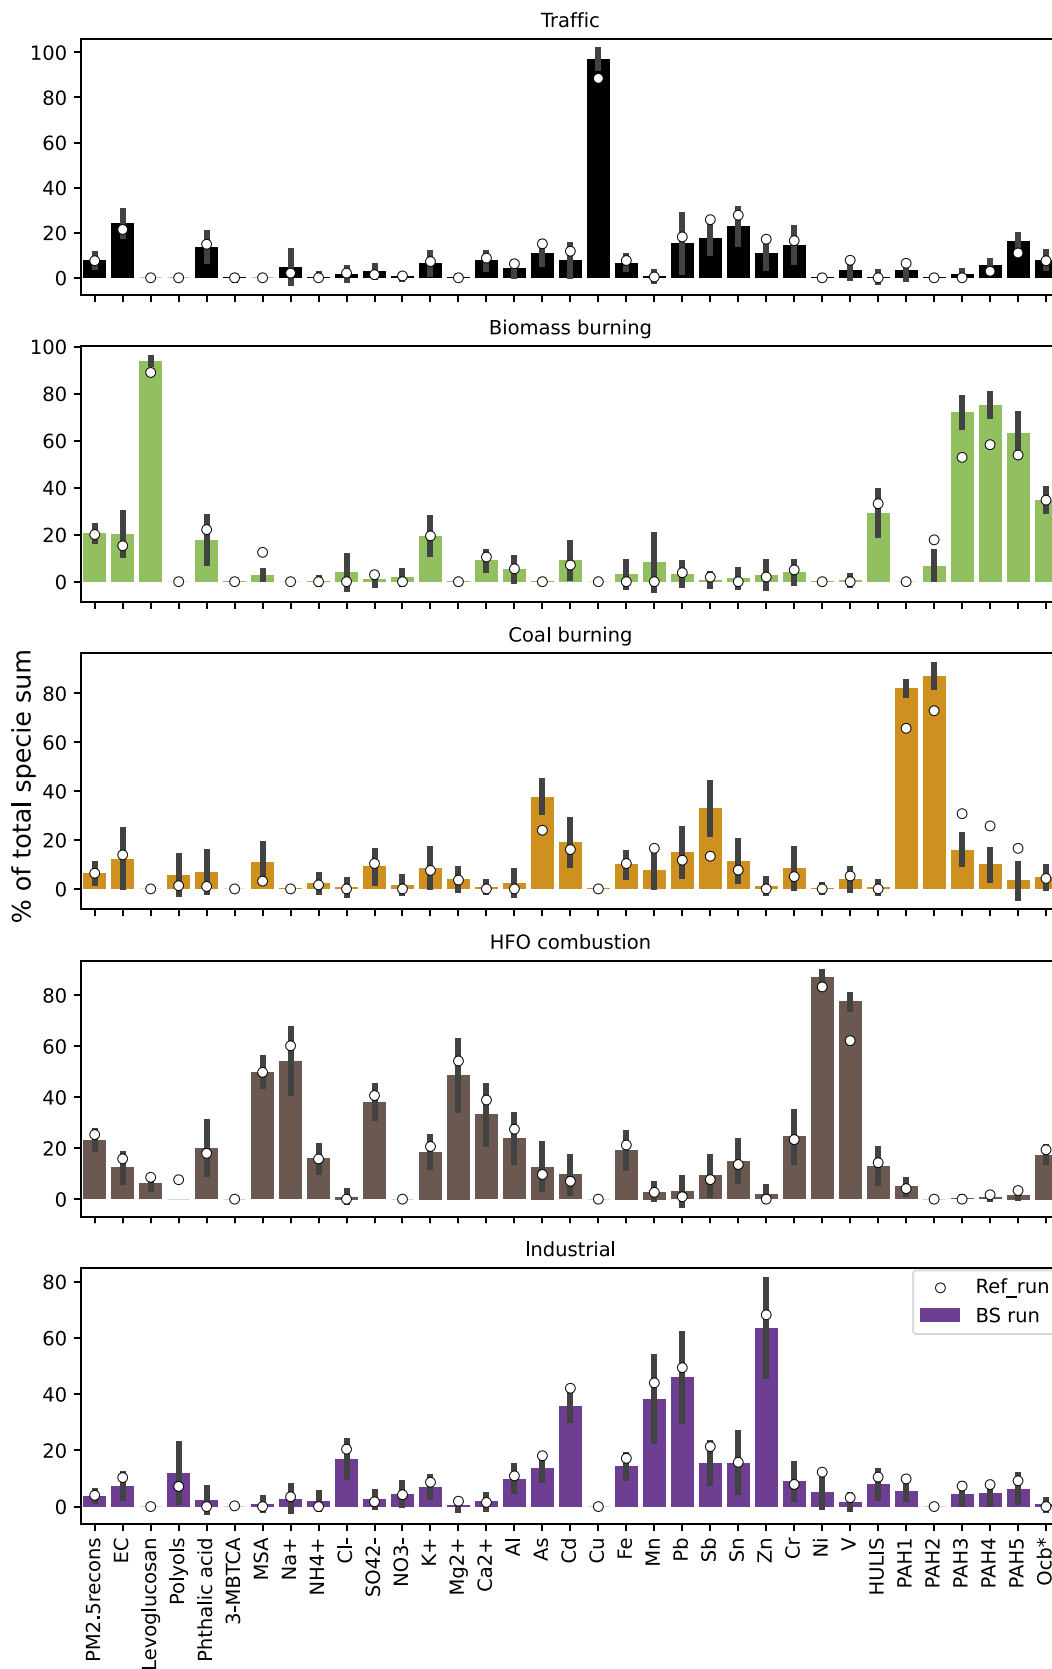 Traffic
100
80
60
40
20
0
Biomass burning
100
80
60
40
20
0
Coal burning
80
60
40
20
0
% of total specie sum
HFO combustion
80
60
40
20
0
Industrial
80
60
40
20
0
Ref_run
BS run
PM2.5recons
EC
Levoglucosan
Polyols
Phthalic acid
3-MBTCA
MSA
Na+
NH4+
Cl-
SO42-
NO3-
K+
Mg2+
Ca2+
Al
As
Cd
Cu
Fe
Mn
Pb
Sb
Sn
Zn
Cr
Ni
V
HULIS
PAH1
PAH2
PAH3
PAH4
PAH5
Ocb*